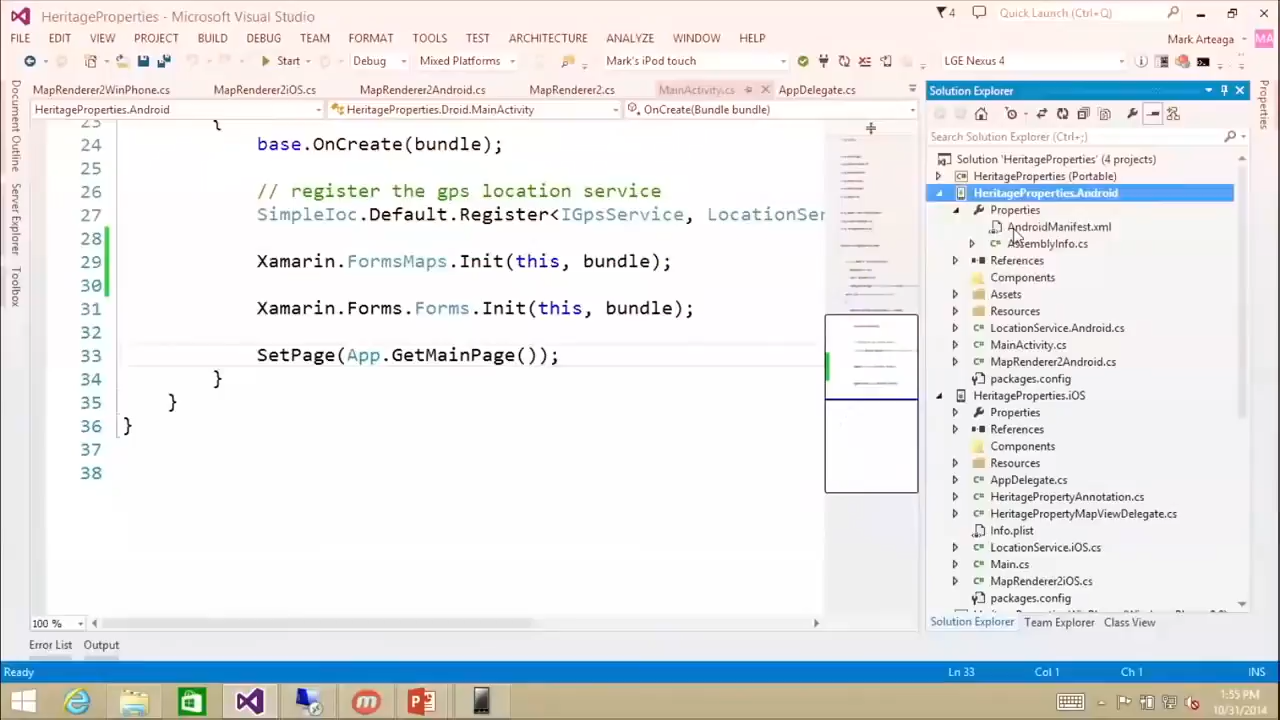 HeritageProperties - Microsoft Visual Studio
4
Quick Launch (Ctrl+Q)
FILE EDIT VIEW PROJECT BUILD DEBUG TEAM FORMAT TOOLS TEST ARCHITECTURE ANALYZE WINDOW HELP
Mark Arteaga MA
Start Debug Mixed Platforms Mark's iPod touch LGE Nexus 4
MapRenderer2WinPhone.cs MapRenderer2iOS.cs MapRenderer2Android.cs MapRenderer2.cs MainActivity.cs AppDelegate.cs
HeritageProperties.Android HeritageProperties.Droid.MainActivity OnCreate(Bundle bundle)
Document Outline
Server Explorer
Toolbox
23 {
24 base.OnCreate(bundle);
25
26 // register the gps location service
27 SimpleIoc.Default.Register<IGpsService, LocationSer
28
29 Xamarin.FormsMaps.Init(this, bundle);
30
31 Xamarin.Forms.Forms.Init(this, bundle);
32
33 SetPage(App.GetMainPage());
34 }
35 }
36 }
37
38
100 %
Solution Explorer
Properties
Search Solution Explorer (Ctrl+;)
Solution 'HeritageProperties' (4 projects)
HeritageProperties (Portable)
HeritageProperties.Android
Properties
AndroidManifest.xml
AssemblyInfo.cs
References
Components
Assets
Resources
LocationService.Android.cs
MainActivity.cs
MapRenderer2Android.cs
packages.config
HeritageProperties.iOS
Properties
References
Components
Resources
AppDelegate.cs
HeritagePropertyAnnotation.cs
HeritagePropertyMapViewDelegate.cs
Info.plist
LocationService.iOS.cs
Main.cs
MapRenderer2iOS.cs
packages.config
Solution Explorer Team Explorer Class View
Error List Output
Ready Ln 33 Col 1 Ch 1 INS
1:55 PM
10/31/2014